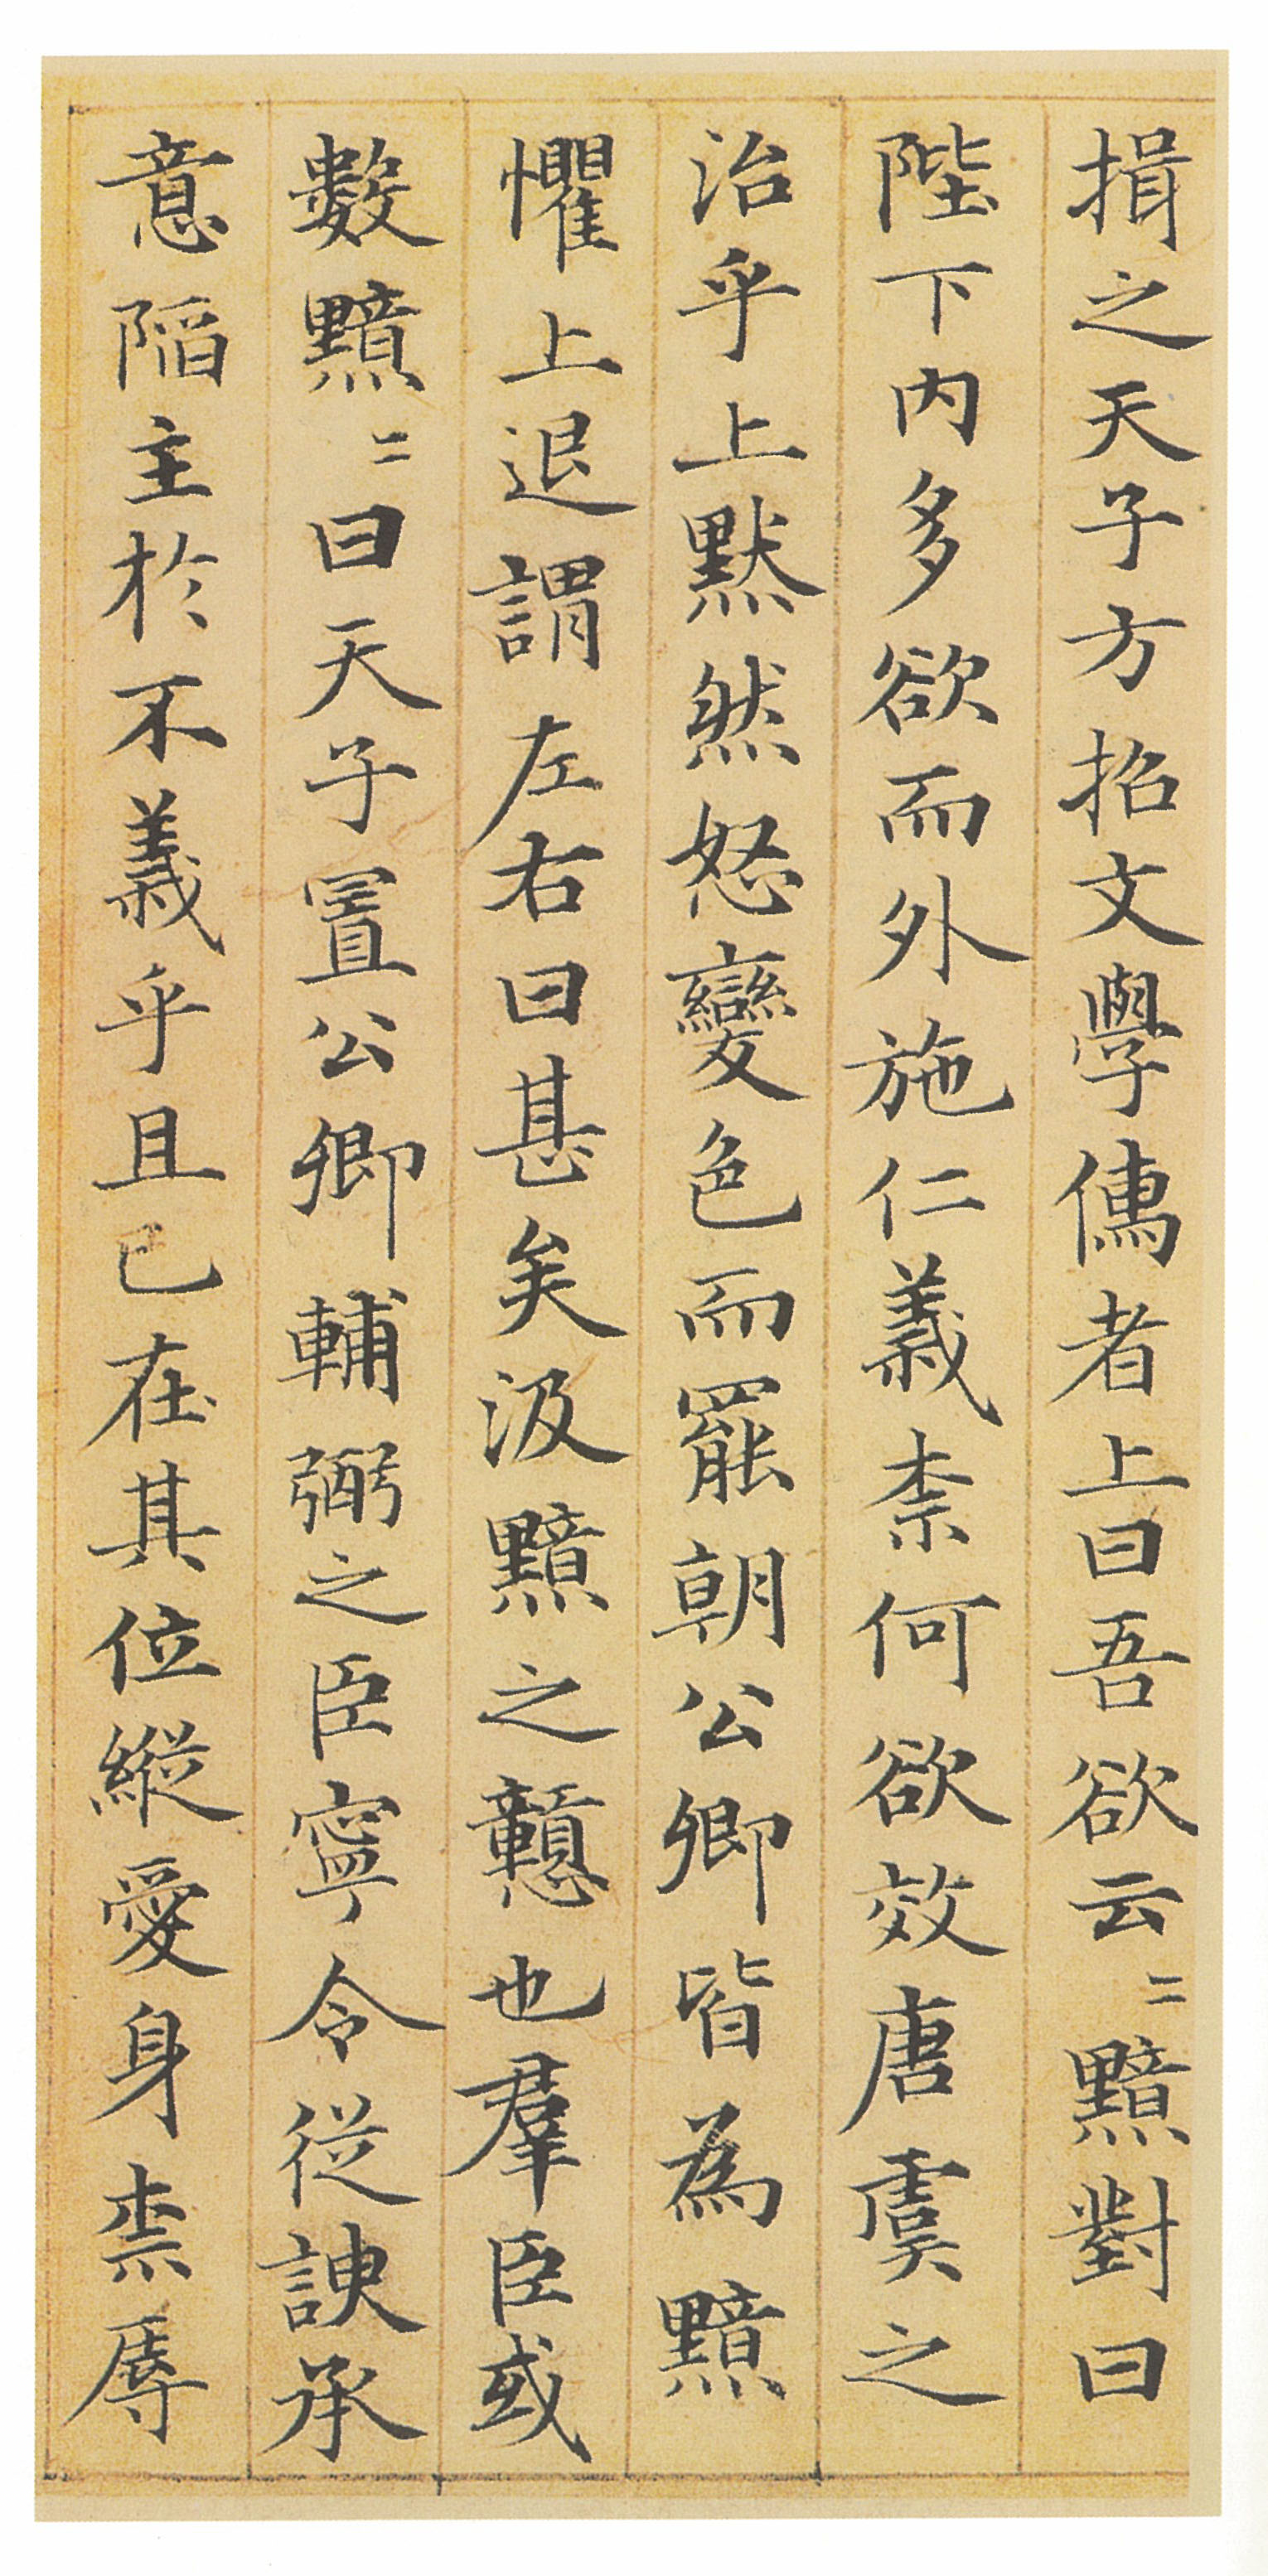 揖之天子方招文學儒者上曰吾欲云二黯對曰
陛下内多欲而外施仁義柰何欲效唐虞之
治乎上黙然怒變色而罷朝公卿皆為黯
懼上退謂左右曰甚矣汲黯之戇也羣臣或
數黯二曰天子置公卿輔弼之臣寧令從諛承
意陷主於不義乎且已在其位縱愛身柰辱